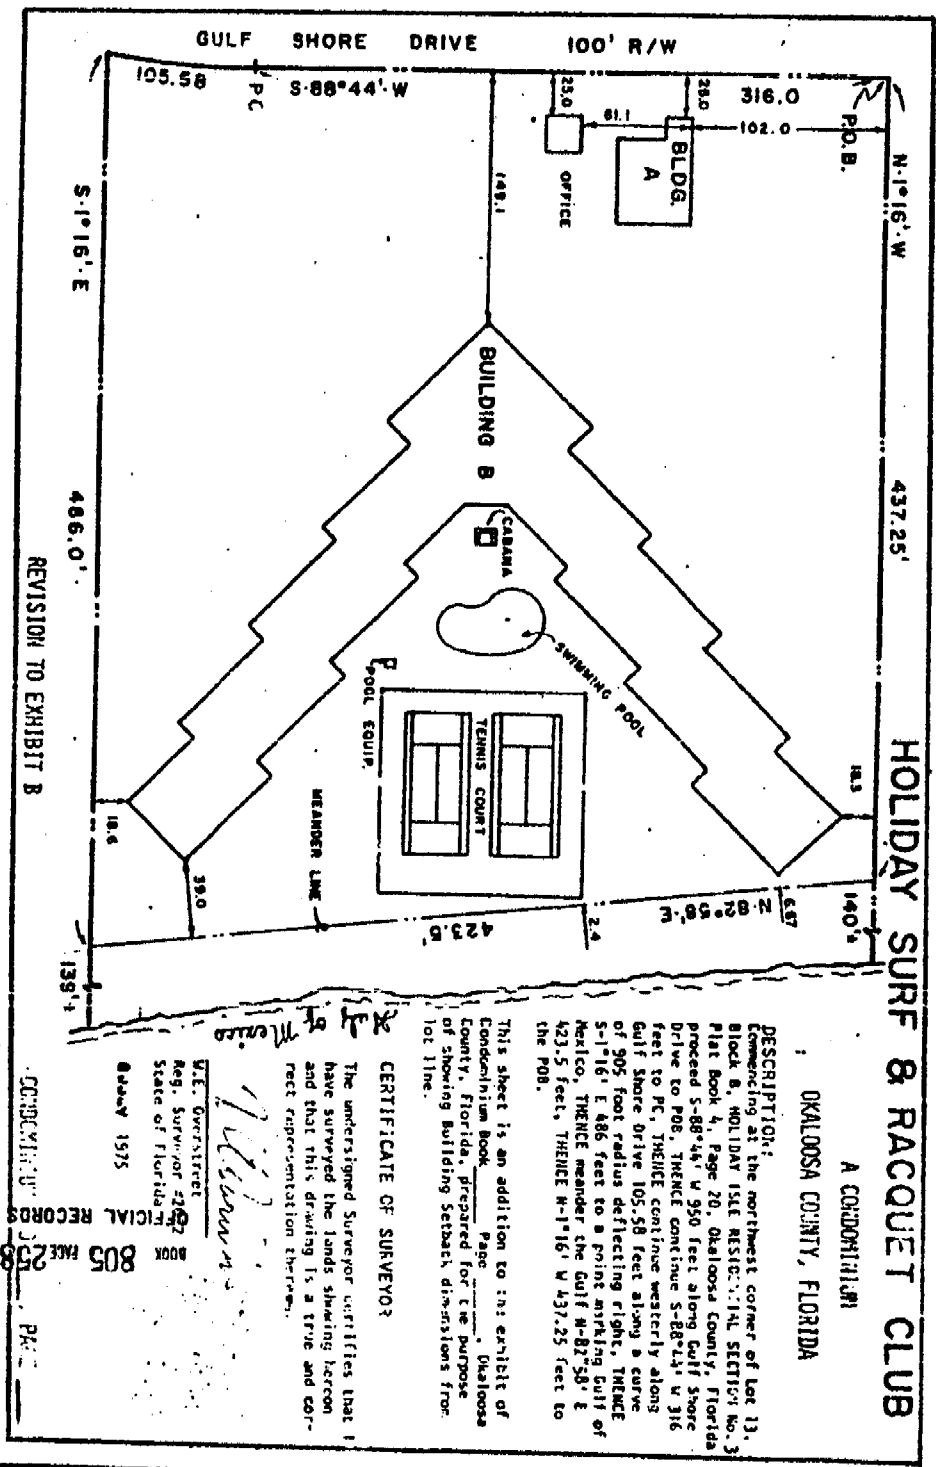 HOLIDAY SURF & RACQUET CLUB
A CONDOMINIUM
OKALOOSA COUNTY, FLORIDA
DESCRIPTION:
Commencing at the northwest corner of Lot 13,
Block B, HOLIDAY ISLE RESIDENTIAL SECTION No. 3
Plat Book 4, Page 20, Okaloosa County, Florida
proceed S-88°44' W 950 feet along Gulf Shore
Drive to POB, THENCE continue S-88°44' W 316
feet to PC, THENCE continue westerly along
Gulf Shore Drive 105.58 feet along a curve
of 905 foot radius deflecting right, THENCE
S-1°16' E 486 feet to a point marking Gulf of
Mexico, THENCE meander the Gulf N-82°58' E
423.5 feet, THENCE N-1°16' W 437.25 feet to
the POB.
This sheet is an addition to the exhibit of
Condominium Book ____ Page ____, Okaloosa
County, Florida, prepared for the purpose
of showing Building Setback dimensions from
lot line.
CERTIFICATE OF SURVEYOR
The undersigned Surveyor certifies that I
have surveyed the lands showing hereon
and that this drawing is a true and cor-
rect representation thereof.
W.E. Overstreet
Reg. Surveyor
State of Florida
1975
OFFICIAL RECORDS
BOOK 805 PAGE 258
N·1°16'·W
437.25'
140'±
P.O.B.
316.0
102.0
28.0
BLDG.
A
61.1
25.0
OFFICE
GULF SHORE DRIVE 100' R/W
S·88°44'·W
P.C.
105.58
149.1
BUILDING B
CABANA
SWIMMING POOL
TENNIS COURT
POOL EQUIP.
MEANDER LINE
18.3
6.67
N·82°58'·E
2.4
423.5'
39.0
18.6
Gulf of Mexico
S·1°16'·E
486.0'
139'±
REVISION TO EXHIBIT B